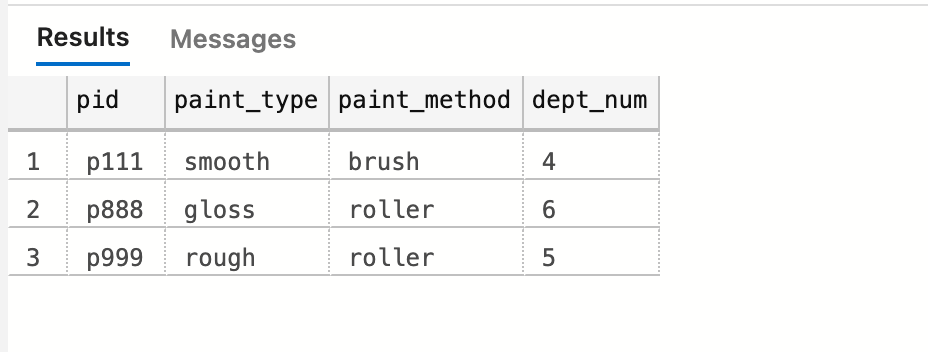 Results Messages
pid paint_type paint_method dept_num
1 p111 smooth brush 4
2 p888 gloss roller 6
3 p999 rough roller 5